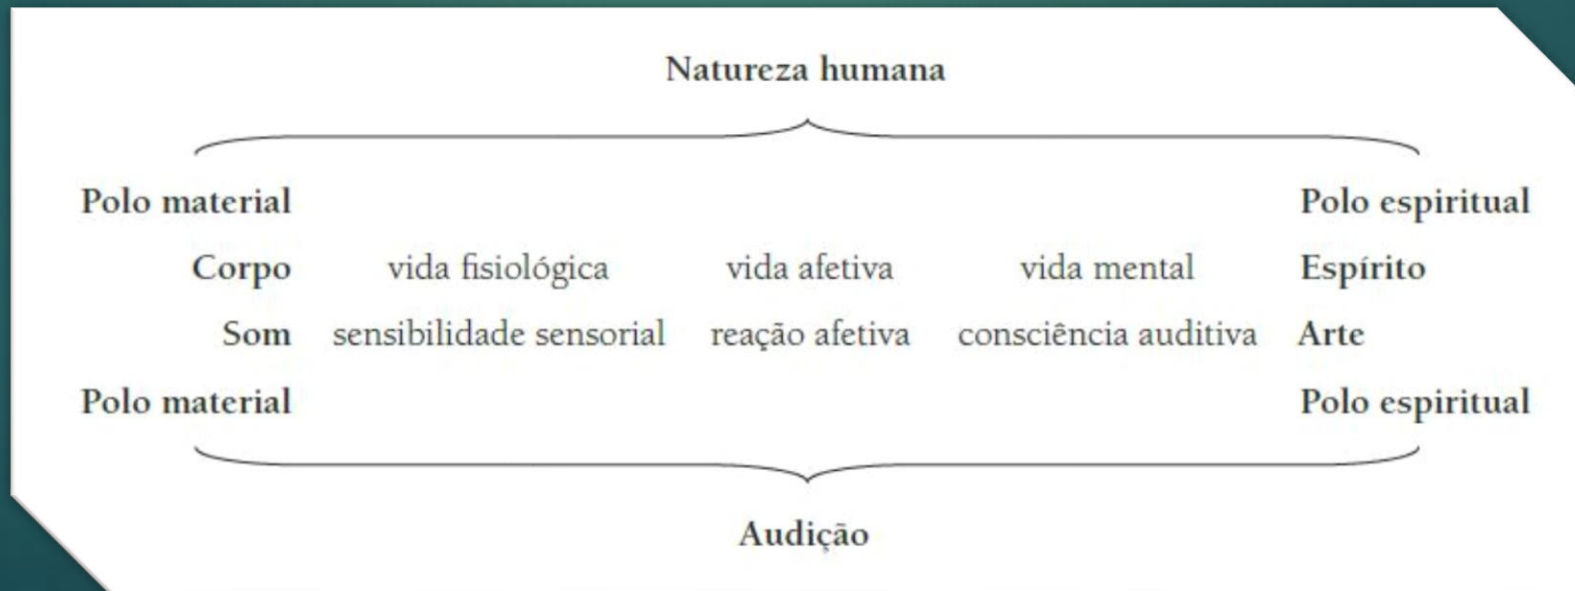 Natureza humana
Polo material Polo espiritual
Corpo vida fisiológica vida afetiva vida mental Espírito
Som sensibilidade sensorial reação afetiva consciência auditiva Arte
Polo material Polo espiritual
Audição